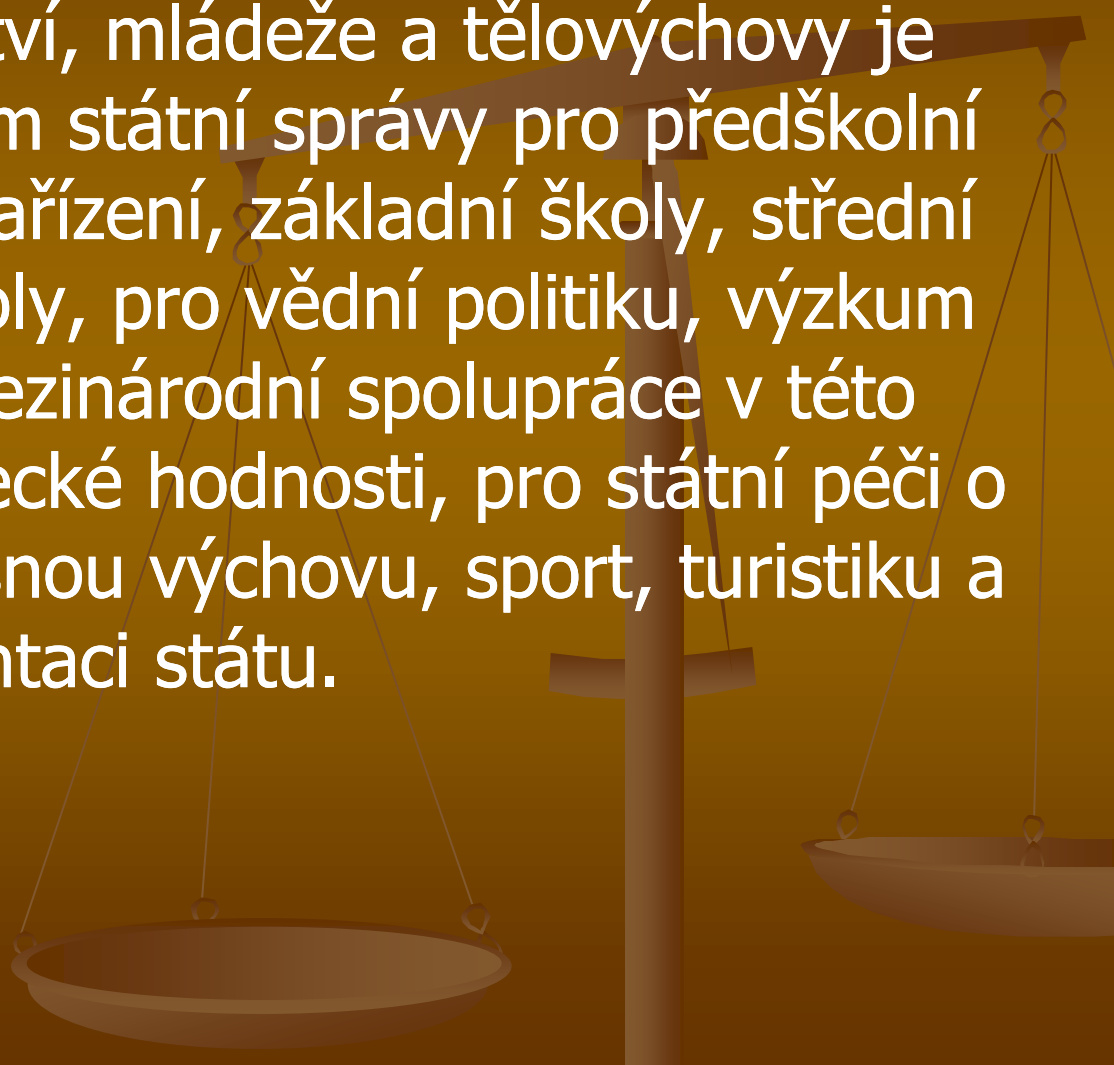 tví, mládeže a tělovýchovy je
m státní správy pro předškolní
ařízení, základní školy, střední
oly, pro vědní politiku, výzkum
ezinárodní spolupráce v této
ecké hodnosti, pro státní péči o
snou výchovu, sport, turistiku a
ntaci státu.